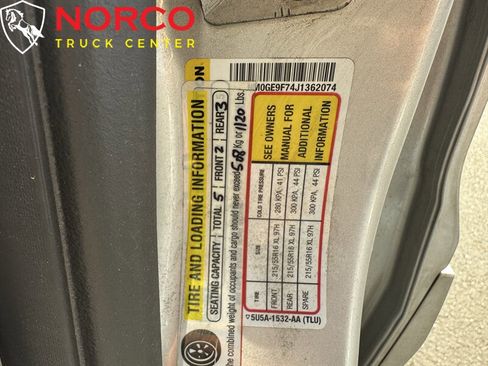 NORCO
TRUCK CENTER
M0GE9F74J1362074
TIRE AND LOADING INFORMATION
SEATING CAPACITY TOTAL 5 FRONT 2 REAR 3
The combined weight of occupants and cargo should never exceed 508 Kg or 1120 Lbs.
SEE OWNERS
MANUAL FOR
ADDITIONAL
INFORMATION
TIRE SIZE COLD TIRE PRESSURE
FRONT 215/55R16 XL 97H 280 KPA, 41 PSI
REAR 215/55R16 XL 97H 300 KPA, 44 PSI
SPARE 215/55R16 XL 97H 300 KPA, 44 PSI
5U5A-1532-AA (TLU)